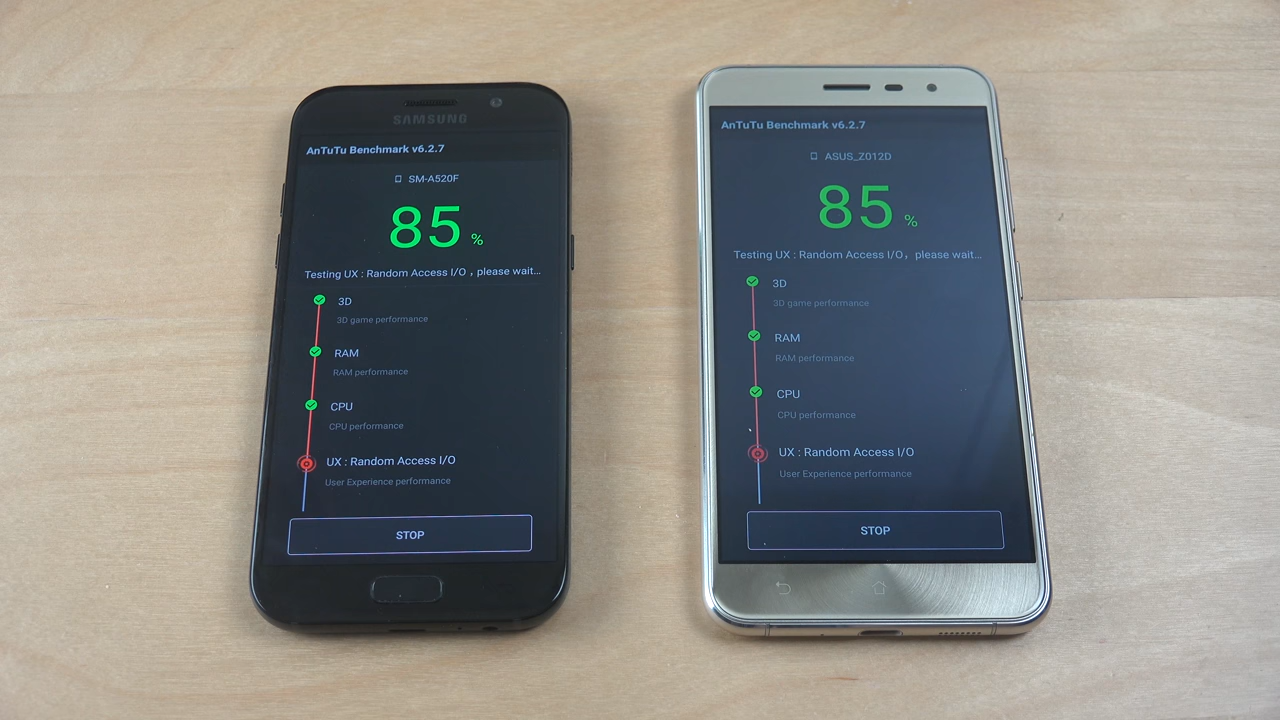 SAMSUNG
AnTuTu Benchmark v6.2.7
SM-A520F
85 %
Testing UX : Random Access I/O , please wait...
3D
3D game performance
RAM
RAM performance
CPU
CPU performance
UX : Random Access I/O
User Experience performance
STOP
AnTuTu Benchmark v6.2.7
ASUS_Z012D
85 %
Testing UX : Random Access I/O, please wait...
3D
3D game performance
RAM
RAM performance
CPU
CPU performance
UX : Random Access I/O
User Experience performance
STOP